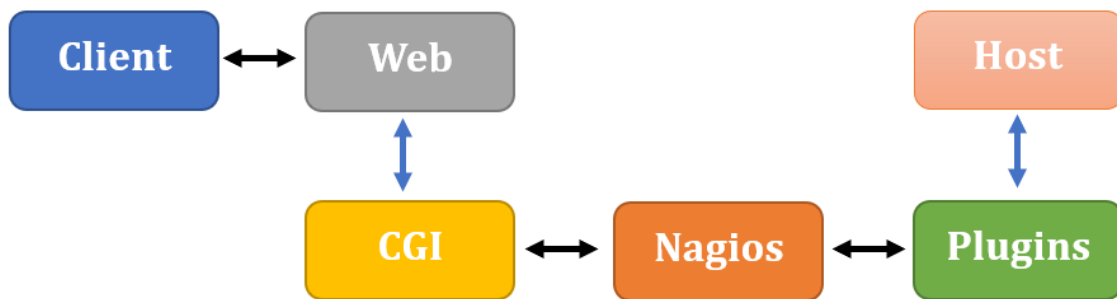 Client
Web
Host
CGI
Nagios
Plugins